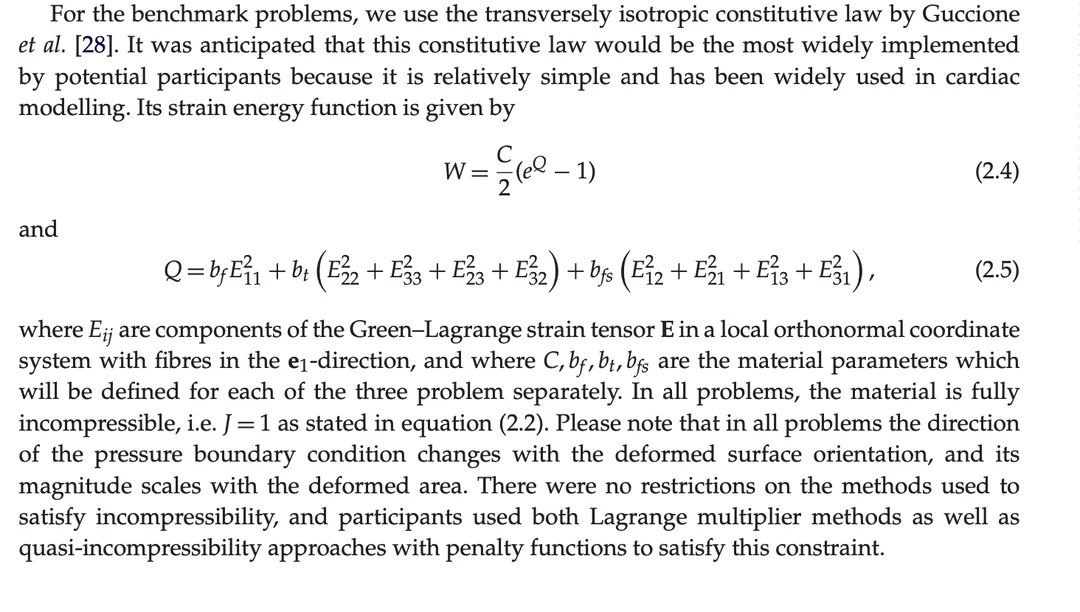 For the benchmark problems, we use the transversely isotropic constitutive law by Guccione
et al. [28]. It was anticipated that this constitutive law would be the most widely implemented
by potential participants because it is relatively simple and has been widely used in cardiac
modelling. Its strain energy function is given by
W = C/2 (e^Q − 1) (2.4)
and
Q = b_f E_{11}^2 + b_t (E_{22}^2 + E_{33}^2 + E_{23}^2 + E_{32}^2) + b_{fs} (E_{12}^2 + E_{21}^2 + E_{13}^2 + E_{31}^2), (2.5)
where E_{ij} are components of the Green–Lagrange strain tensor E in a local orthonormal coordinate
system with fibres in the e_1-direction, and where C, b_f, b_t, b_{fs} are the material parameters which
will be defined for each of the three problem separately. In all problems, the material is fully
incompressible, i.e. J = 1 as stated in equation (2.2). Please note that in all problems the direction
of the pressure boundary condition changes with the deformed surface orientation, and its
magnitude scales with the deformed area. There were no restrictions on the methods used to
satisfy incompressibility, and participants used both Lagrange multiplier methods as well as
quasi-incompressibility approaches with penalty functions to satisfy this constraint.